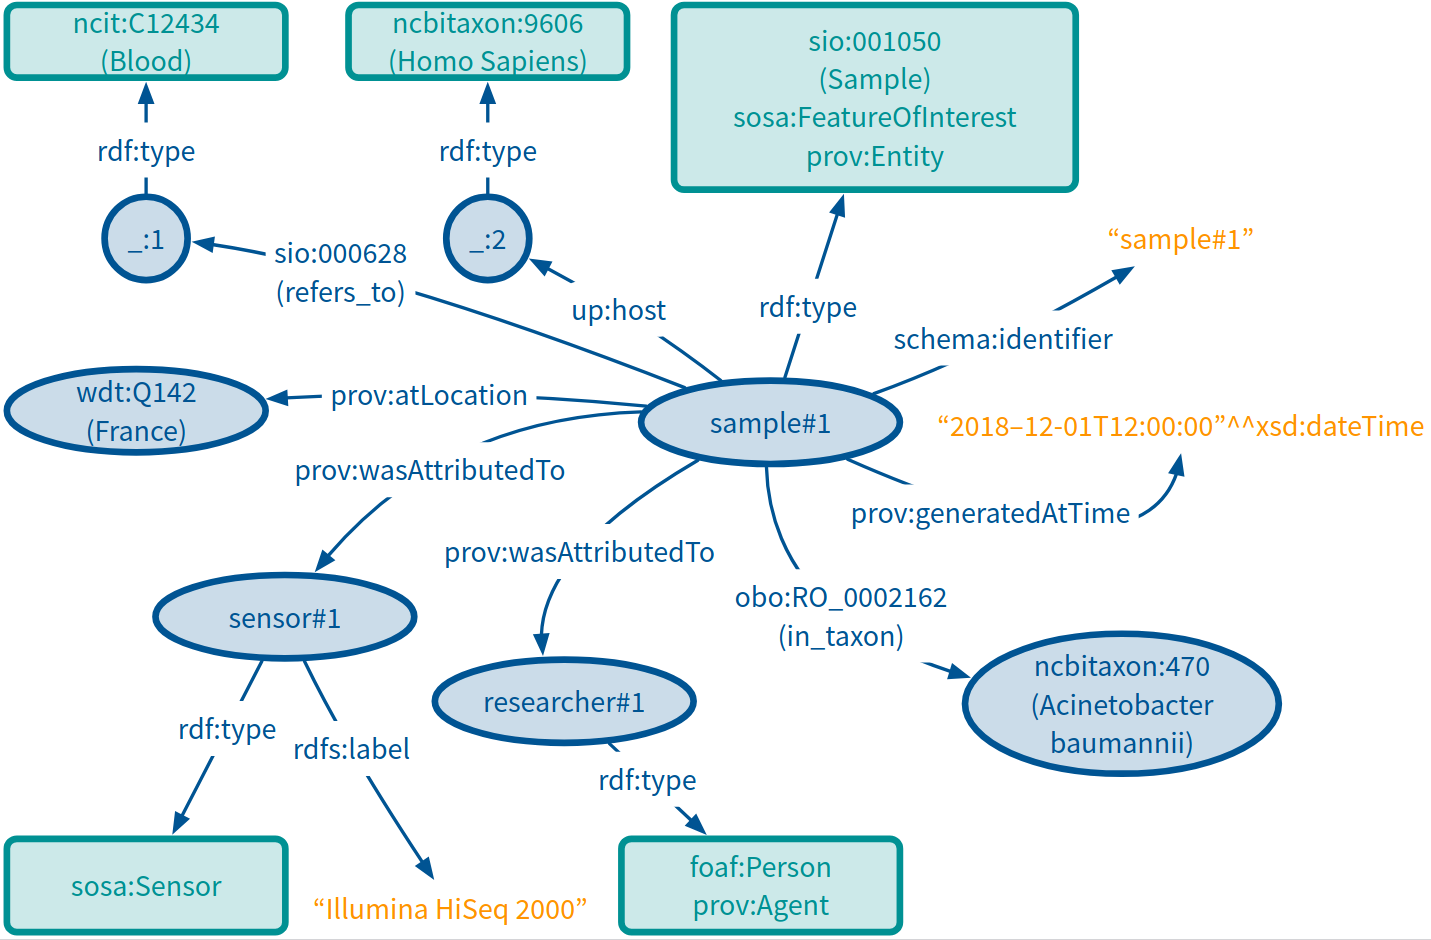 ncit:C12434
(Blood)
ncbitaxon:9606
(Homo Sapiens)
sio:001050
(Sample)
sosa:FeatureOfInterest
prov:Entity
rdf:type
rdf:type
_:1
_:2
sio:000628
(refers_to)
up:host
rdf:type
“sample#1”
schema:identifier
wdt:Q142
(France)
prov:atLocation
sample#1
“2018–12-01T12:00:00”^^xsd:dateTime
prov:wasAttributedTo
prov:generatedAtTime
prov:wasAttributedTo
obo:RO_0002162
(in_taxon)
sensor#1
researcher#1
ncbitaxon:470
(Acinetobacter
baumannii)
rdf:type
rdfs:label
rdf:type
sosa:Sensor
“Illumina HiSeq 2000”
foaf:Person
prov:Agent